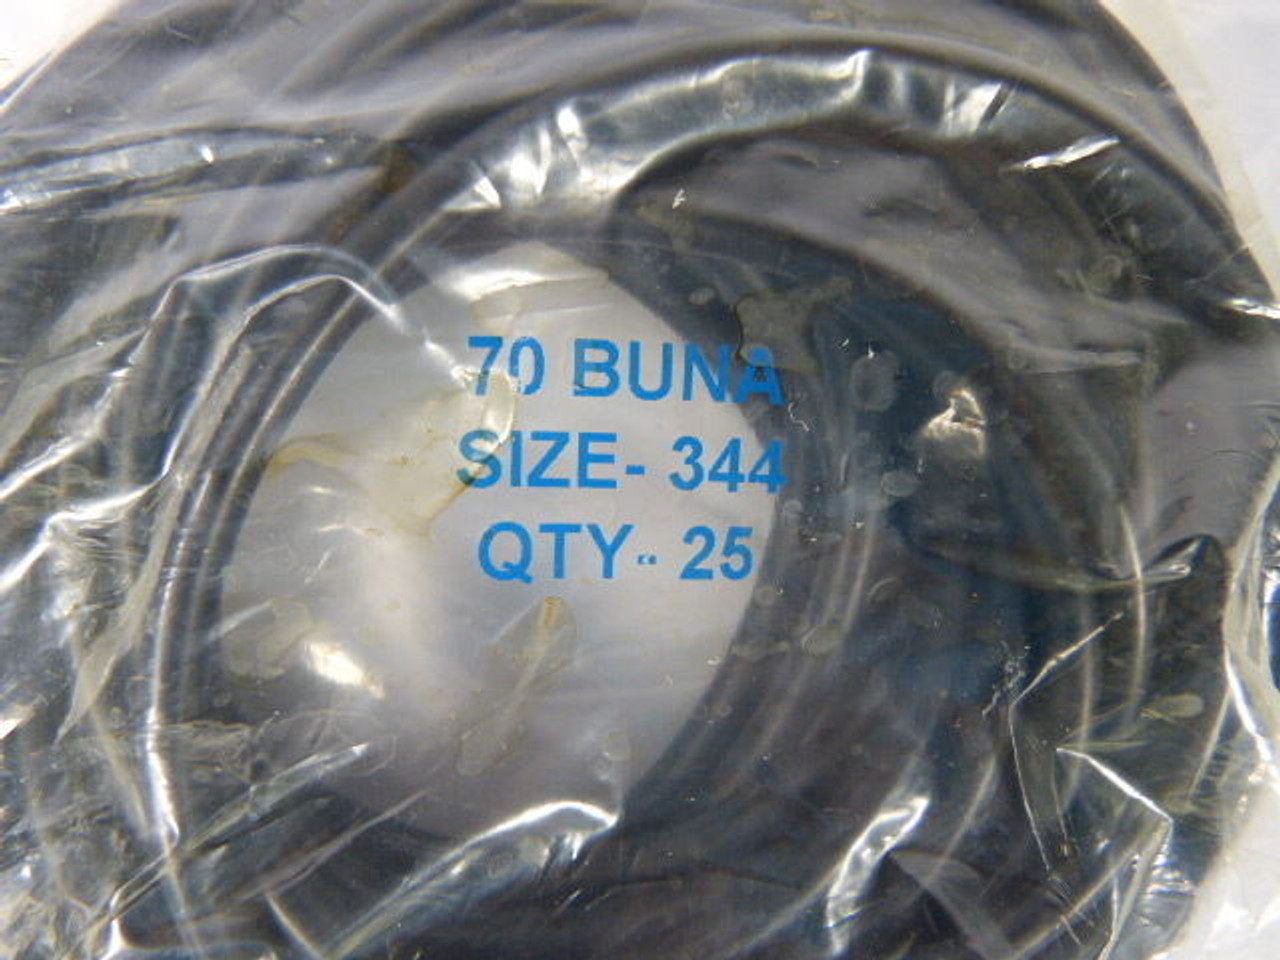 70 BUNA
SIZE- 344
QTY- 25